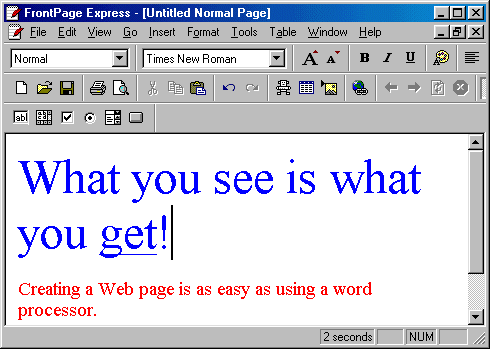 FrontPage Express - [Untitled Normal Page]
File Edit View Go Insert Format Tools Table Window Help
Normal Times New Roman A A B I U
ab|
What you see is what
you get!
Creating a Web page is as easy as using a word
processor.
2 seconds NUM